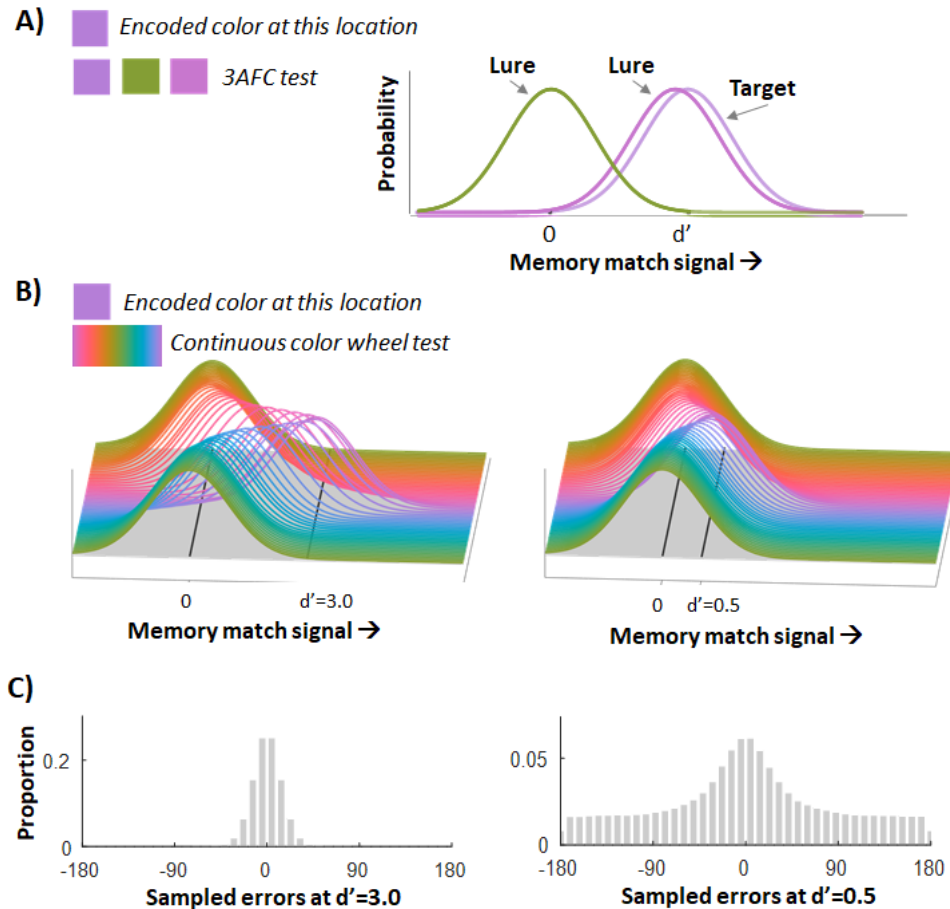 A)
Encoded color at this location
3AFC test
Lure
Lure
Target
Probability
0
d’
Memory match signal →
B)
Encoded color at this location
Continuous color wheel test
0
d’=3.0
Memory match signal →
0
d’=0.5
Memory match signal →
C)
Proportion
0.2
0
-180
-90
0
90
180
Sampled errors at d’=3.0
0.05
0
-180
-90
0
90
180
Sampled errors at d’=0.5